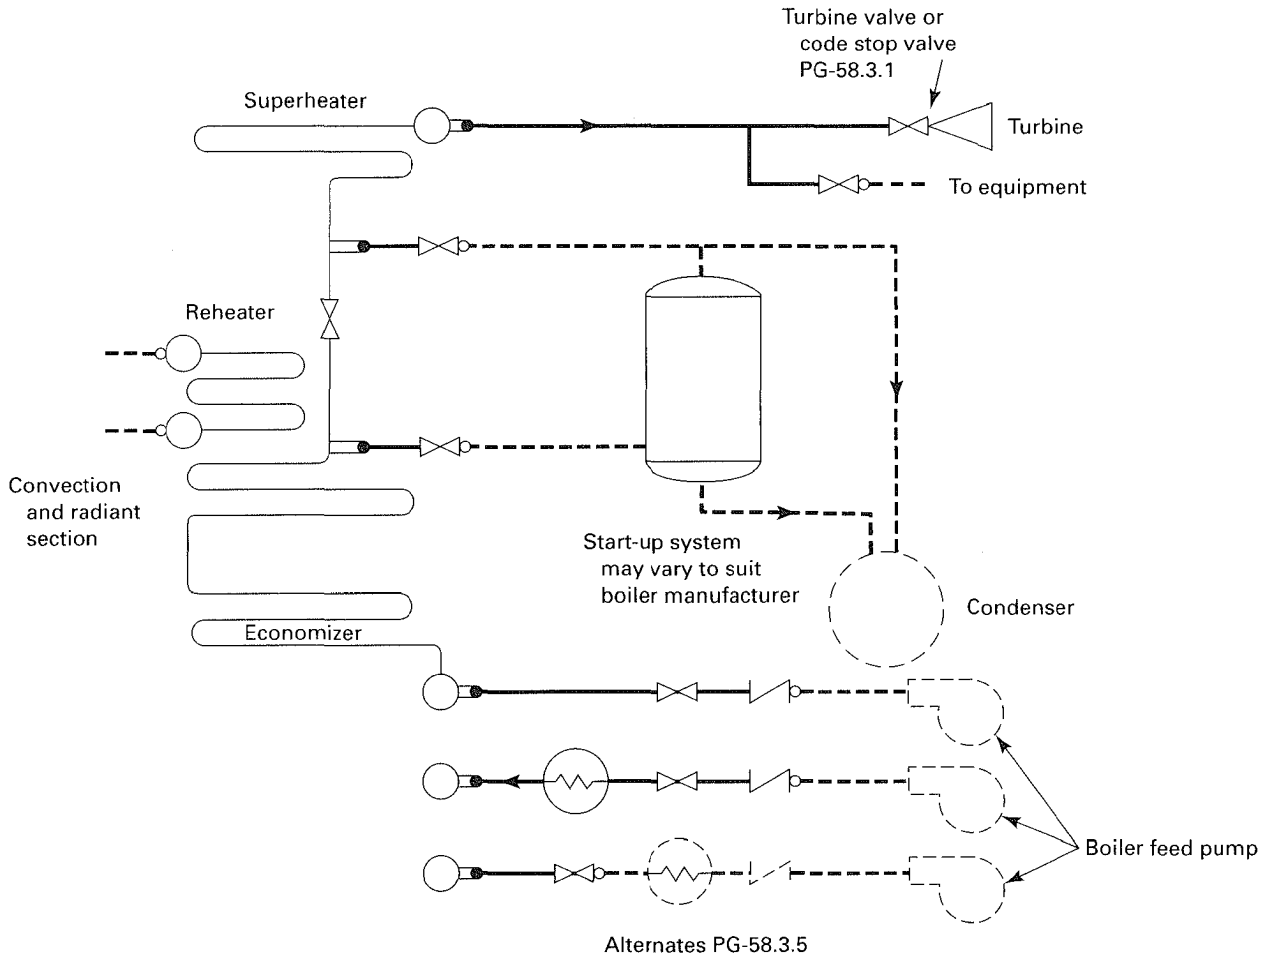 Turbine valve or
code stop valve
PG-58.3.1
Superheater
Turbine
To equipment
Reheater
Convection
and radiant
section
Start-up system
may vary to suit
boiler manufacturer
Condenser
Economizer
Boiler feed pump
Alternates PG-58.3.5